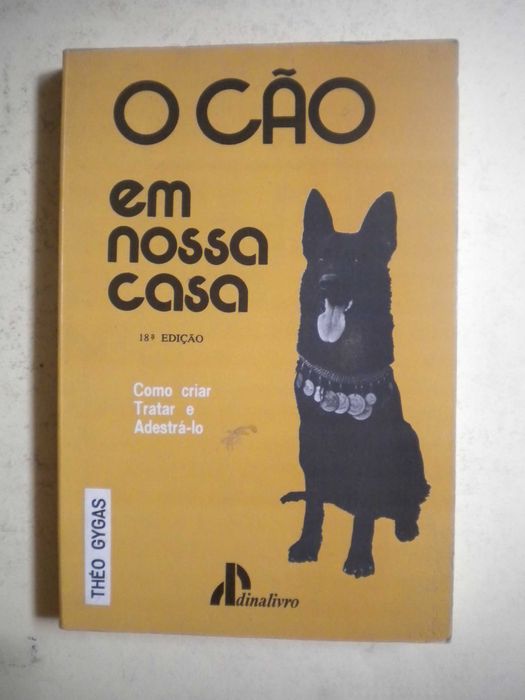 O CÃO
em
nossa
casa
18ª EDIÇÃO
Como criar
Tratar e
Adestrá-lo
THÉO GYGAS
dinalivro